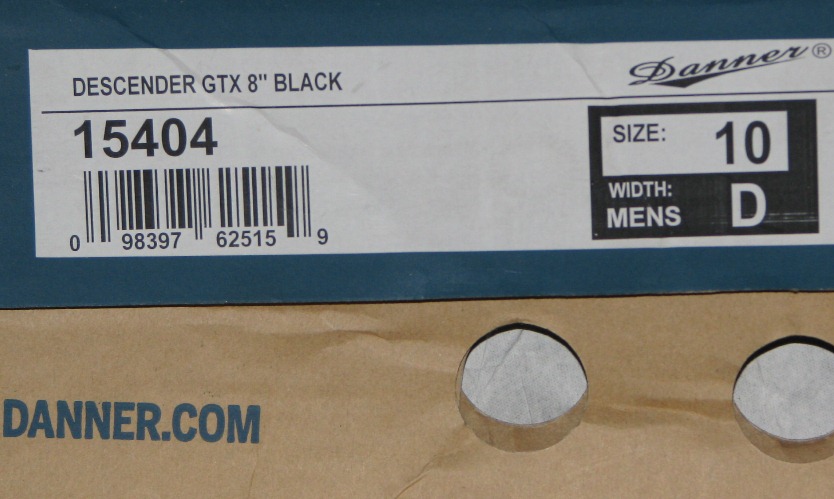 DESCENDER GTX 8" BLACK
Danner®
15404
SIZE: 10
WIDTH:
MENS D
0 98397 62515 9
DANNER.COM